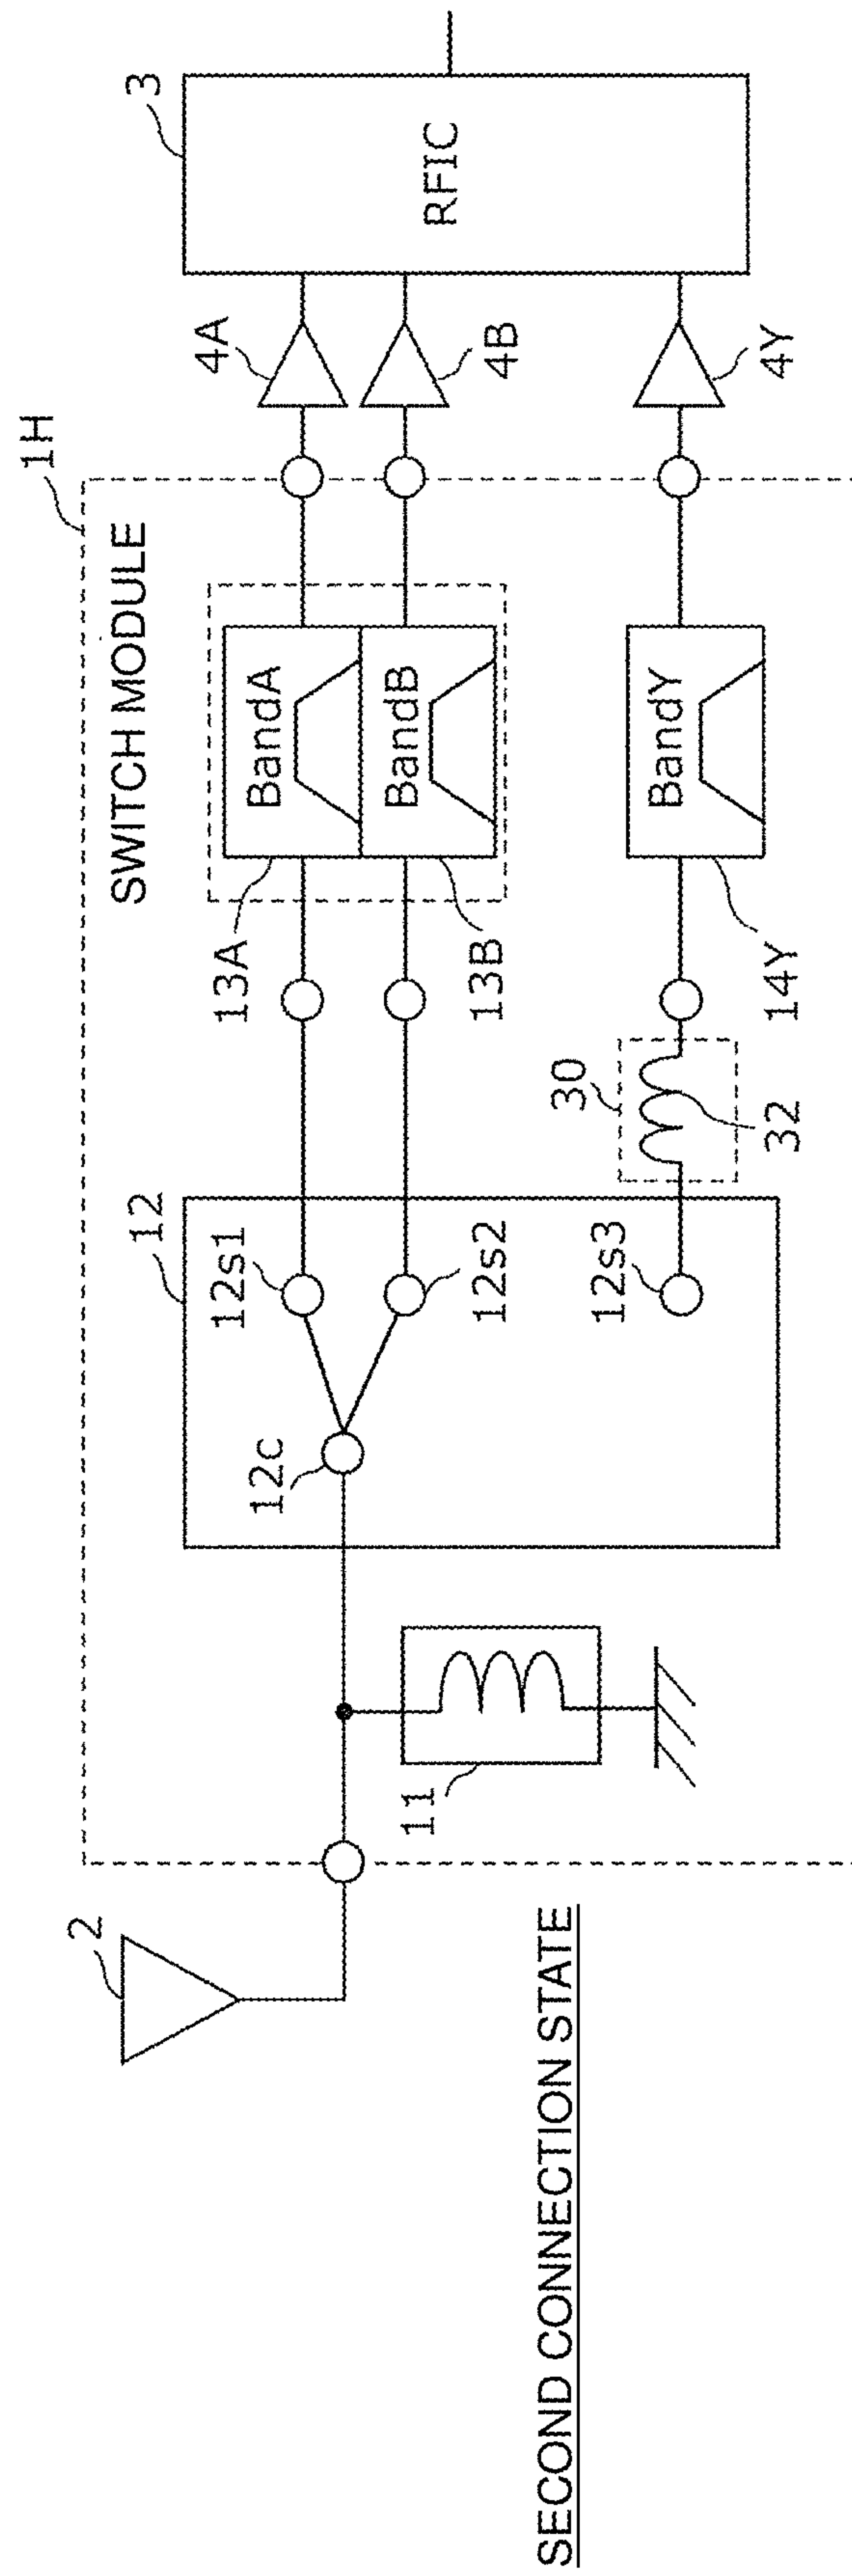 1H
SWITCH MODULE
2
11
12
12c
12s1
12s2
12s3
30
32
13A
13B
14Y
BandA
BandB
BandY
4A
4B
4Y
3
RFIC
SECOND CONNECTION STATE